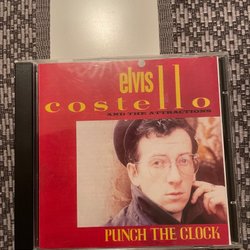 elvis
costello
AND THE ATTRACTIONS
PUNCH THE CLOCK